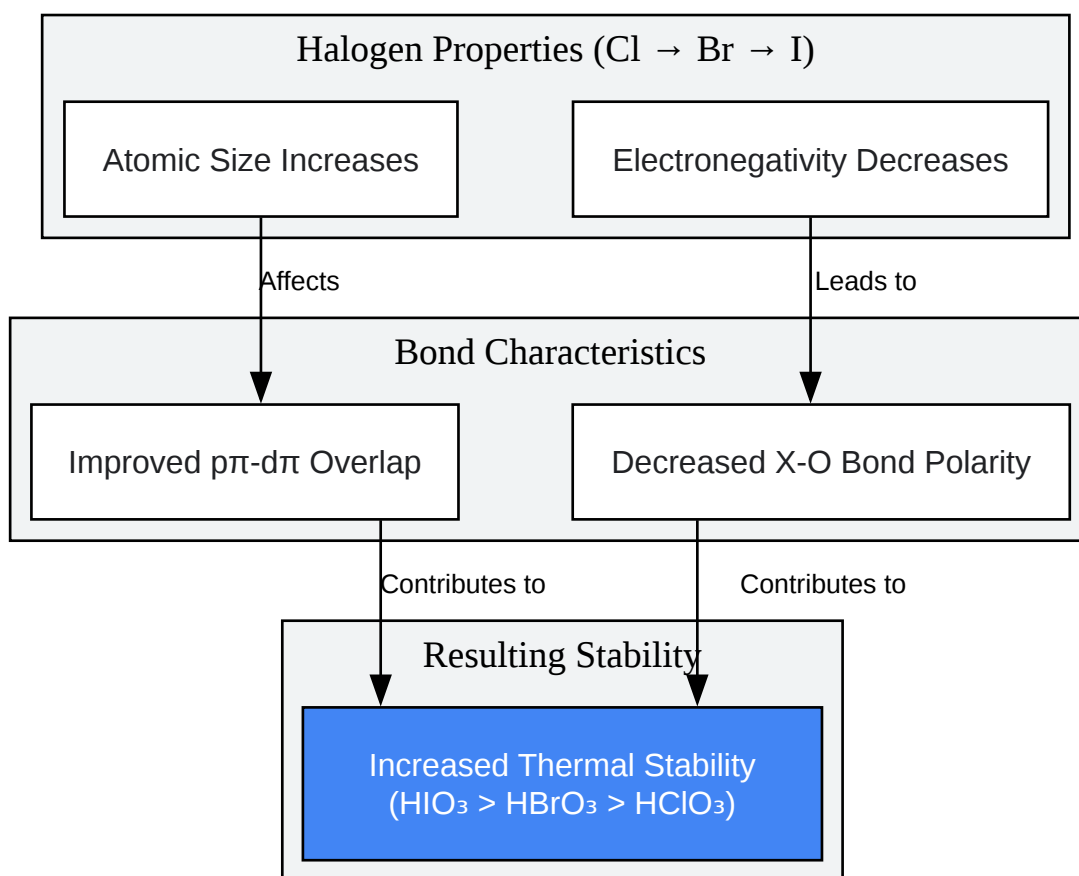 Halogen Properties (Cl → Br → I)
Atomic Size Increases
Electronegativity Decreases
Affects
Leads to
Bond Characteristics
Improved pπ-dπ Overlap
Decreased X-O Bond Polarity
Contributes to
Contributes to
Resulting Stability
Increased Thermal Stability
(HIO₃ > HBrO₃ > HClO₃)